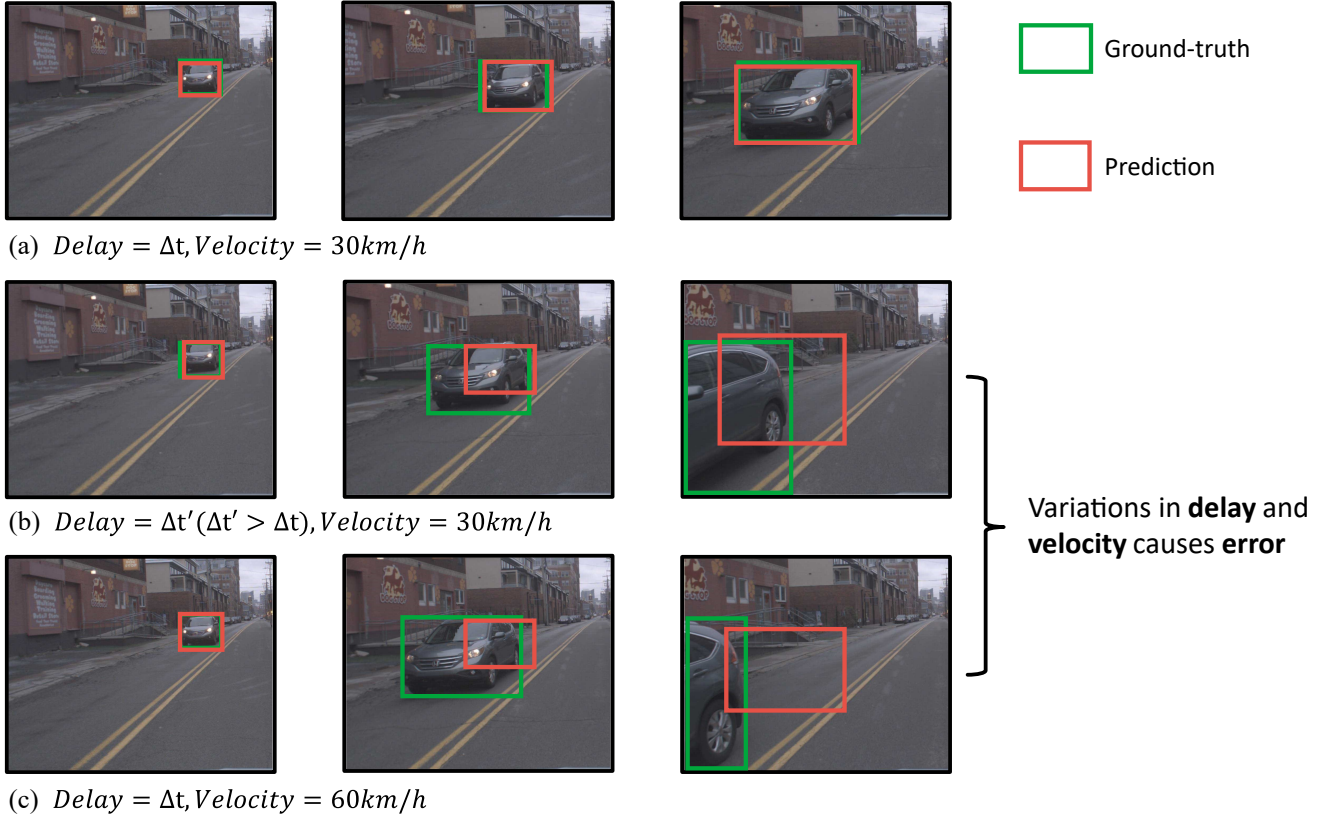 Ground-truth
Prediction
(a) Delay = Δt, Velocity = 30km/h
(b) Delay = Δt′(Δt′ > Δt), Velocity = 30km/h
Variations in delay and
velocity causes error
(c) Delay = Δt, Velocity = 60km/h